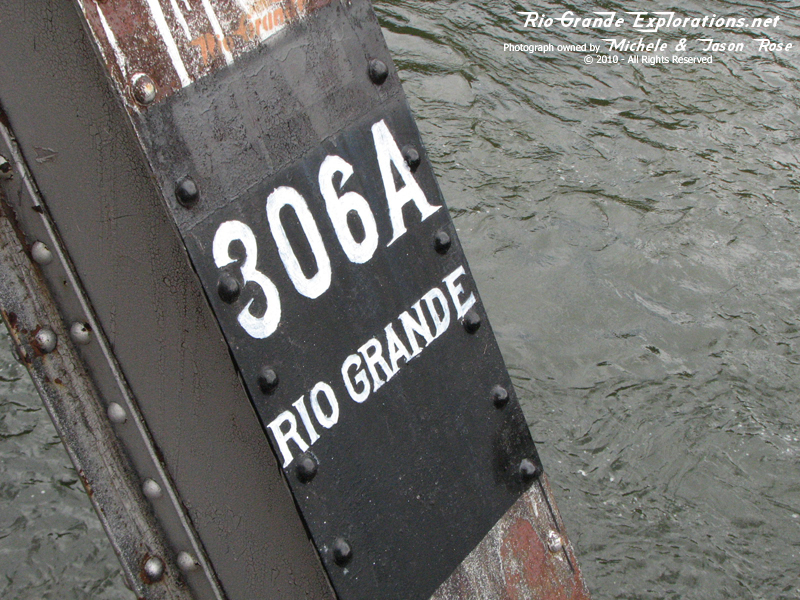 Rio Grande Explorations.net
Photograph owned by Michele & Jason Rose
© 2010 - All Rights Reserved
306A
RIO GRANDE